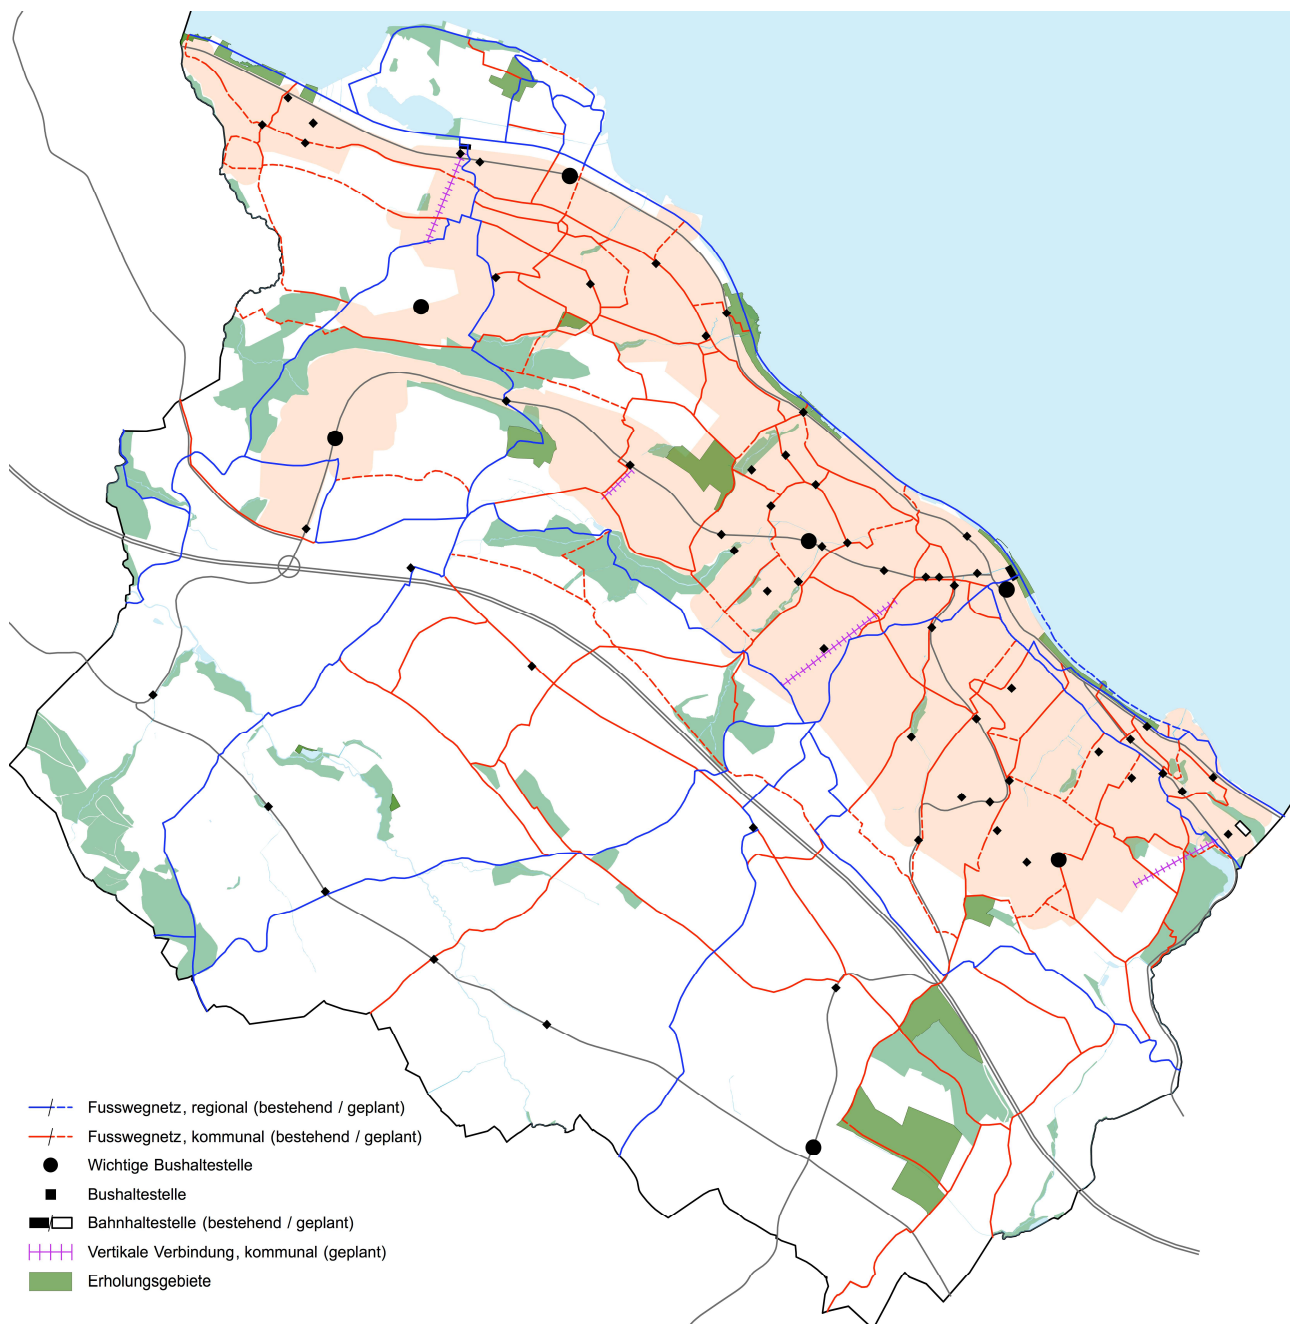 Fusswegnetz, regional (bestehend / geplant)
Fusswegnetz, kommunal (bestehend / geplant)
Wichtige Bushaltestelle
Bushaltestelle
Bahnhaltestelle (bestehend / geplant)
Vertikale Verbindung, kommunal (geplant)
Erholungsgebiete